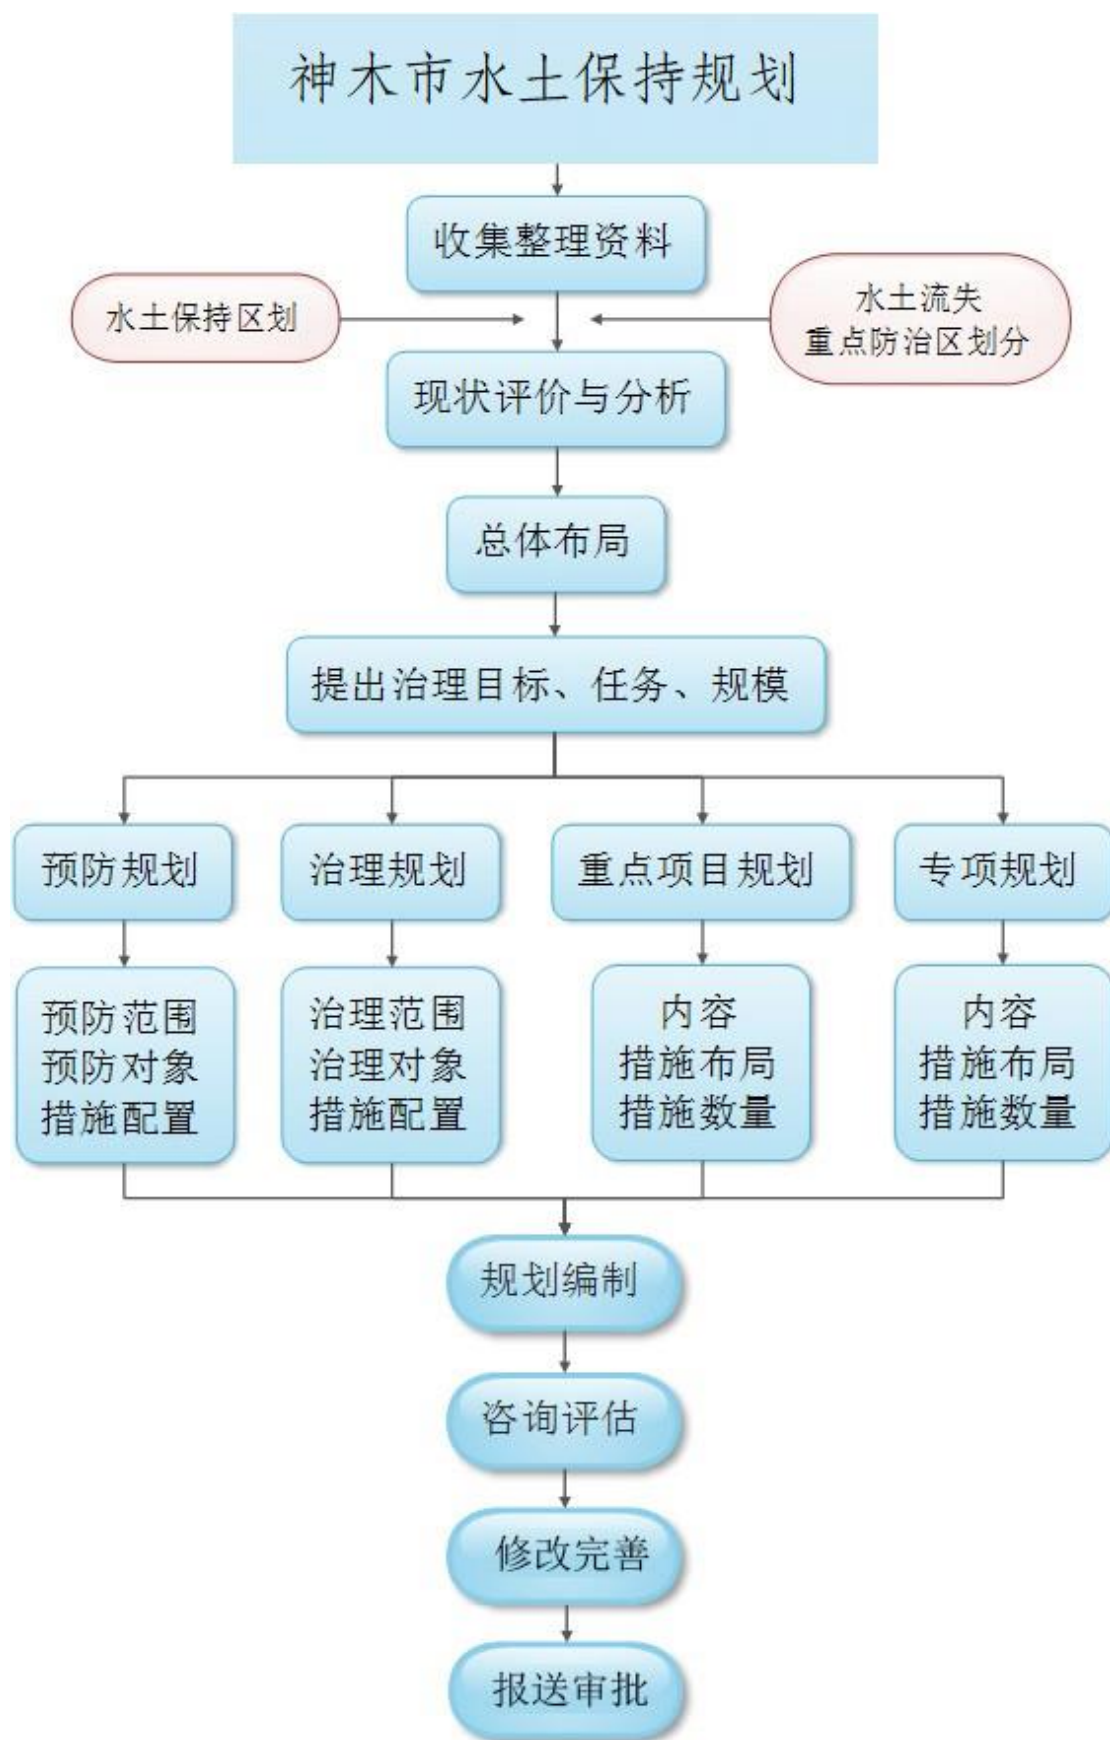 神木市水土保持规划
收集整理资料
水土保持区划
水土流失
重点防治区划分
现状评价与分析
总体布局
提出治理目标、任务、规模
预防规划
治理规划
重点项目规划
专项规划
预防范围
预防对象
措施配置
治理范围
治理对象
措施配置
内容
措施布局
措施数量
内容
措施布局
措施数量
规划编制
咨询评估
修改完善
报送审批